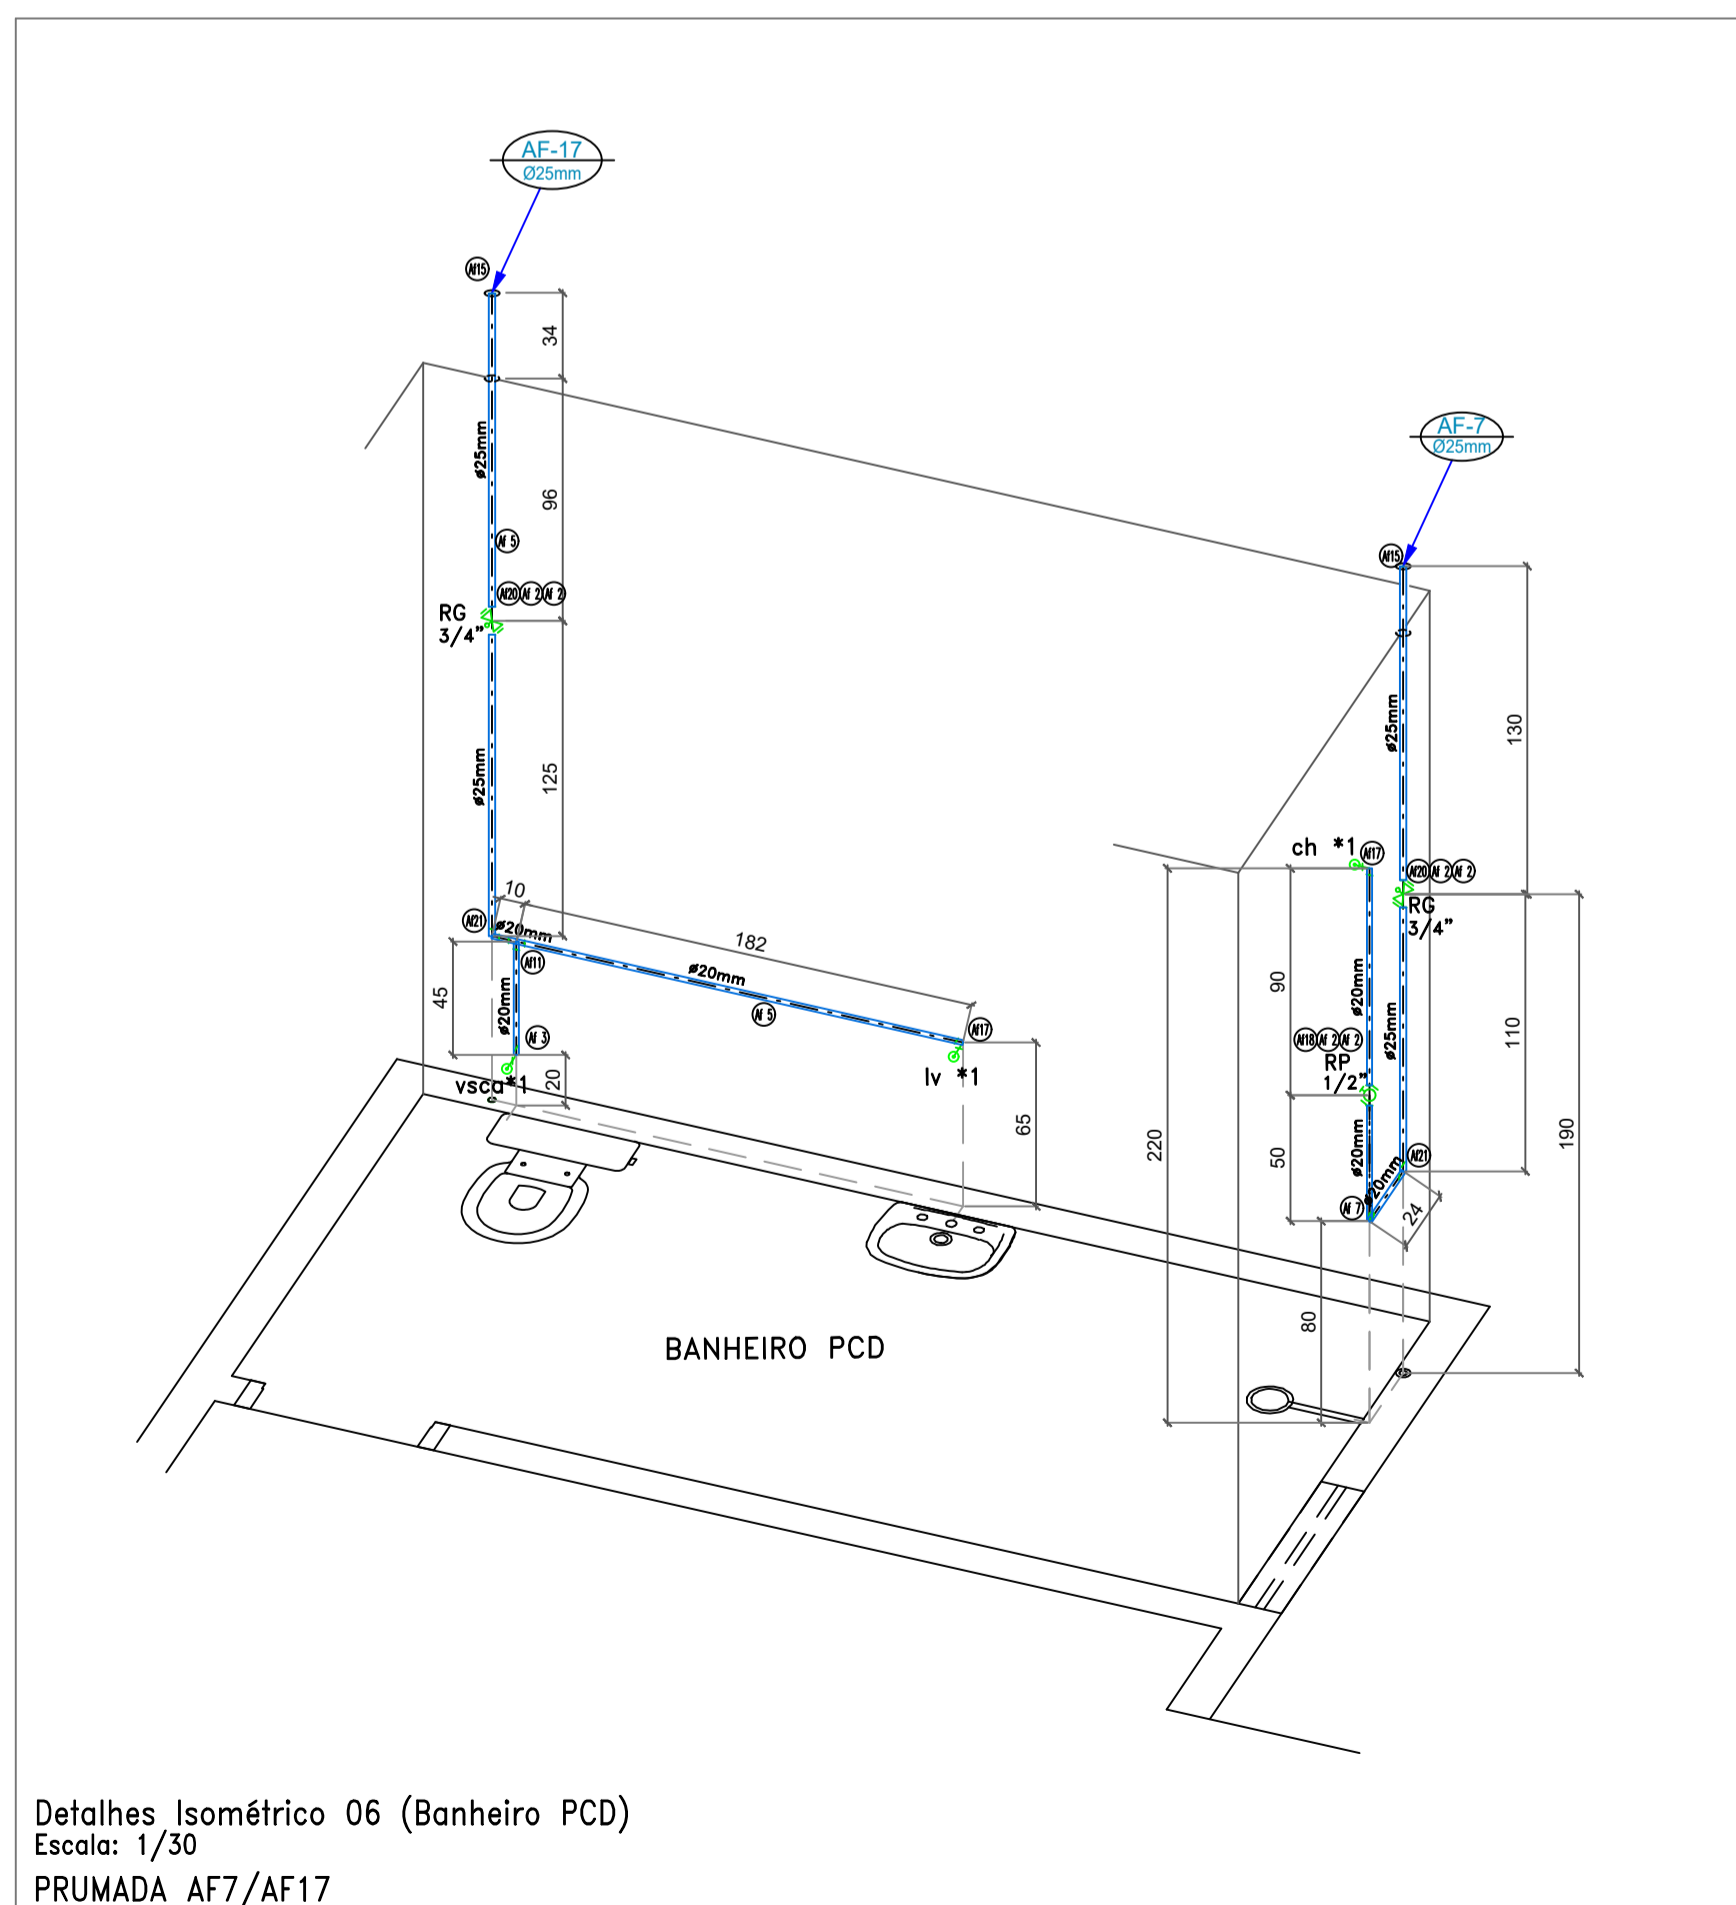 AF-17
Ø25mm
Af15
34
ø25mm
96
Af 5
Af20 Af 2 Af 2
RG
3/4"
ø25mm
125
AF-7
Ø25mm
Af15
ø25mm
130
ch *1
Af17
Af20 Af 2 Af 2
RG
3/4"
10
Af21
ø20mm
182
ø20mm
Af11
Af 5
45
ø20mm
Af 3
Af17
vsca*1
20
lv *1
65
90
ø20mm
Af18 Af 2 Af 2
RP
1/2"
ø25mm
110
220
50
ø20mm
ø20mm
Af21
190
Af 7
24
80
BANHEIRO PCD
Detalhes Isométrico 06 (Banheiro PCD)
Escala: 1/30
PRUMADA AF7/AF17